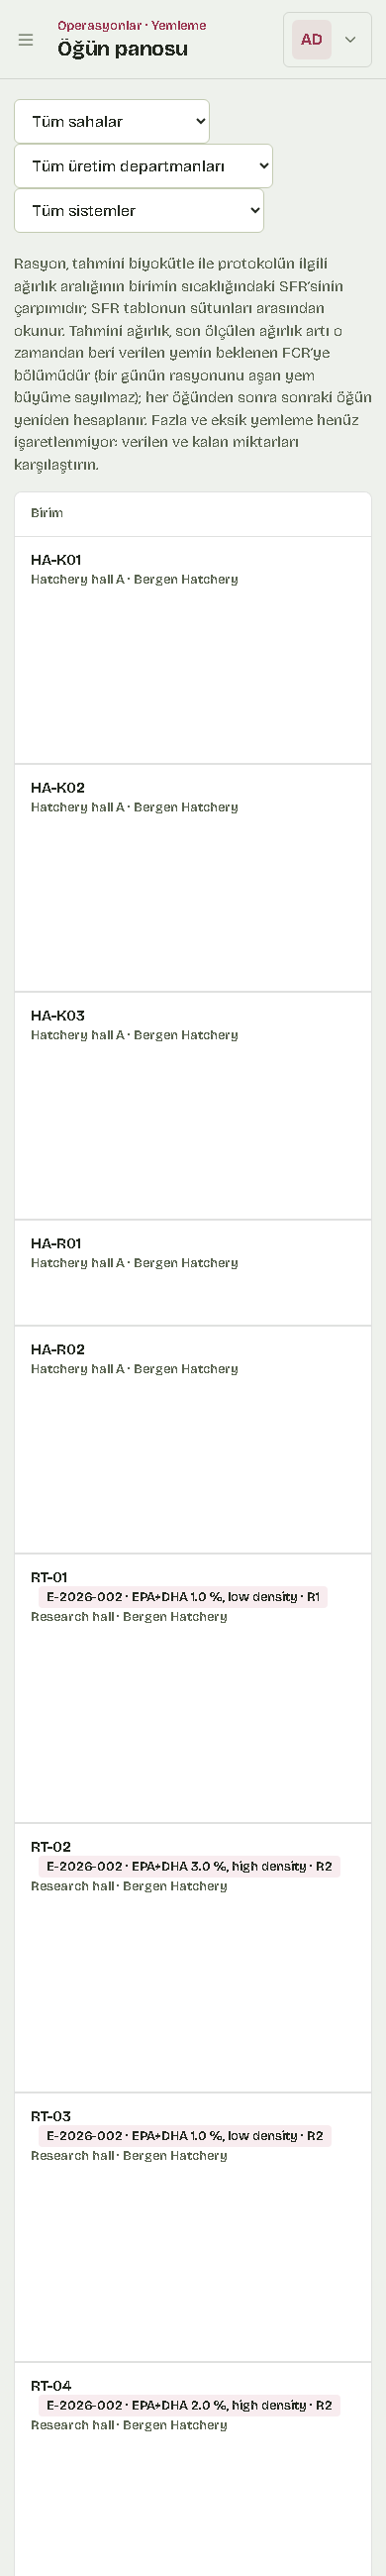 Operasyonlar · Yemleme
Öğün panosu
AD
Tüm sahalar
Tüm üretim departmanları
Tüm sistemler
Rasyon, tahmini biyokütle ile protokolün ilgili
ağırlık aralığının birimin sıcaklığındaki SFR'sinin
çarpımıdır; SFR tablonun sütunları arasından
okunur. Tahmini ağırlık, son ölçülen ağırlık artı o
zamandan beri verilen yemin beklenen FCR'ye
bölümüdür (bir günün rasyonunu aşan yem
büyüme sayılmaz); her öğünden sonra sonraki öğün
yeniden hesaplanır. Fazla ve eksik yemleme henüz
işaretlenmiyor: verilen ve kalan miktarları
karşılaştırın.
Birim
HA-K01
Hatchery hall A · Bergen Hatchery
HA-K02
Hatchery hall A · Bergen Hatchery
HA-K03
Hatchery hall A · Bergen Hatchery
HA-R01
Hatchery hall A · Bergen Hatchery
HA-R02
Hatchery hall A · Bergen Hatchery
RT-01
E-2026-002 · EPA+DHA 1.0 %, low density · R1
Research hall · Bergen Hatchery
RT-02
E-2026-002 · EPA+DHA 3.0 %, high density · R2
Research hall · Bergen Hatchery
RT-03
E-2026-002 · EPA+DHA 1.0 %, low density · R2
Research hall · Bergen Hatchery
RT-04
E-2026-002 · EPA+DHA 2.0 %, high density · R2
Research hall · Bergen Hatchery